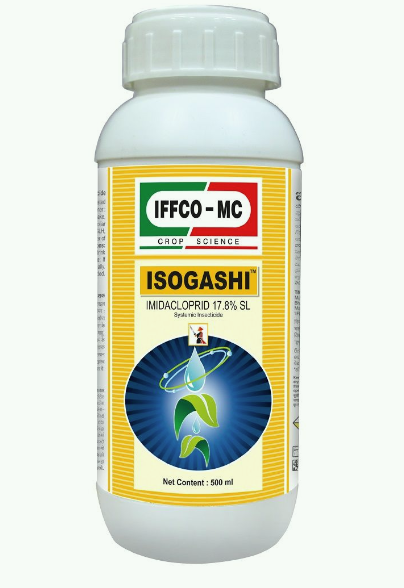 IFFCO - MC
CROP SCIENCE
ISOGASHI™
IMIDACLOPRID 17.8% SL
Systemic Insecticide
Net Content : 500 ml